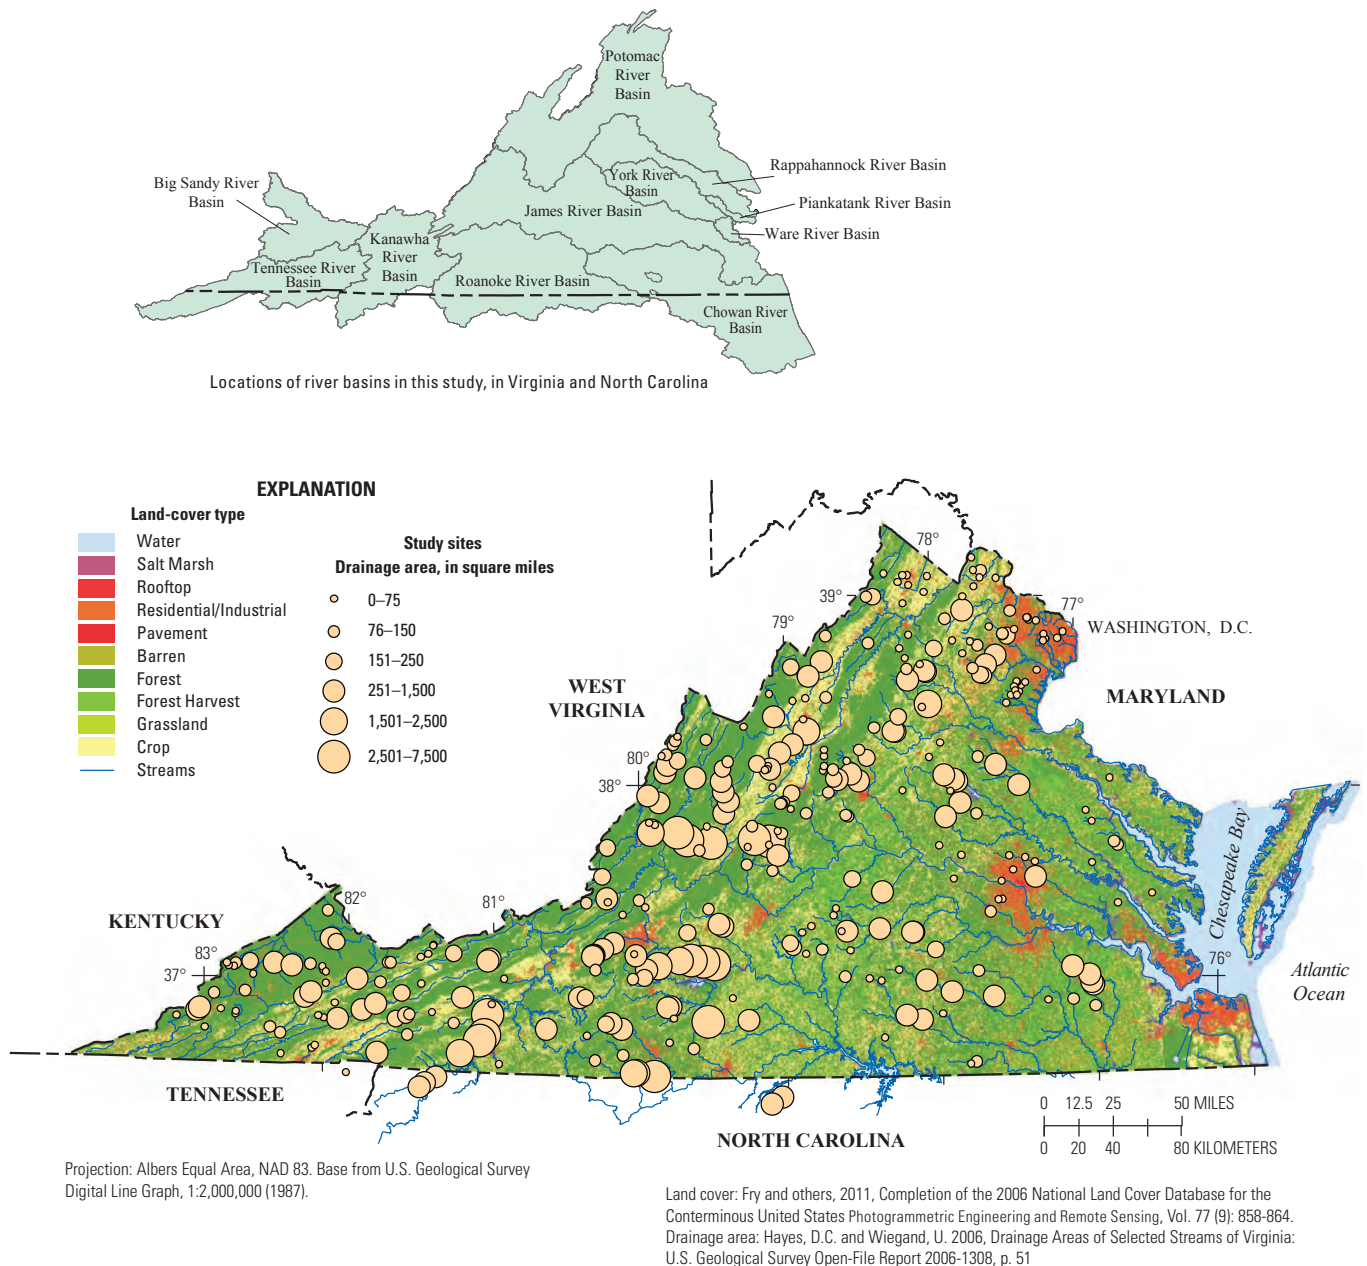 Potomac
River
Basin
Rappahannock River Basin
York River
Basin
Big Sandy River
Basin
Piankatank River Basin
James River Basin
Ware River Basin
Kanawha
River
Basin
Tennessee River
Basin
Roanoke River Basin
Chowan River
Basin
Locations of river basins in this study, in Virginia and North Carolina
EXPLANATION
Land-cover type
Water
Salt Marsh
Rooftop
Residential/Industrial
Pavement
Barren
Forest
Forest Harvest
Grassland
Crop
Streams
Study sites
Drainage area, in square miles
0–75
76–150
151–250
251–1,500
1,501–2,500
2,501–7,500
78°
39°
77°
79°
WASHINGTON, D.C.
WEST
VIRGINIA
MARYLAND
80°
38°
Chesapeake Bay
82°
81°
KENTUCKY
83°
37°
76°
Atlantic
Ocean
TENNESSEE
NORTH CAROLINA
0 12.5 25 50 MILES
0 20 40 80 KILOMETERS
Projection: Albers Equal Area, NAD 83. Base from U.S. Geological Survey
Digital Line Graph, 1:2,000,000 (1987).
Land cover: Fry and others, 2011, Completion of the 2006 National Land Cover Database for the
Conterminous United States Photogrammetric Engineering and Remote Sensing, Vol. 77 (9): 858-864.
Drainage area: Hayes, D.C. and Wiegand, U. 2006, Drainage Areas of Selected Streams of Virginia:
U.S. Geological Survey Open-File Report 2006-1308, p. 51